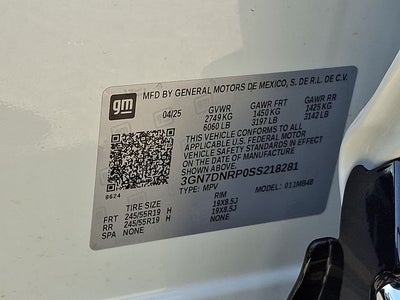 gm
MFD BY GENERAL MOTORS DE MEXICO, S. DE R.L. DE C.V.
04/25 GVWR GAWR FRT GAWR RR
2749 KG 1450 KG 1425 KG
6060 LB 3197 LB 3142 LB
THIS VEHICLE CONFORMS TO ALL
APPLICABLE U.S. FEDERAL MOTOR
VEHICLE SAFETY STANDARDS IN EFFECT
ON THE DATE OF MANUFACTURE
SHOWN ABOVE.
3GN7DNRP0SS218281
8624 TYPE: MPV MODEL: 011MB48
TIRE SIZE RIM
FRT 245/55R19 H 19X8.5J
RR 245/55R19 H 19X8.5J
SPA NONE NONE